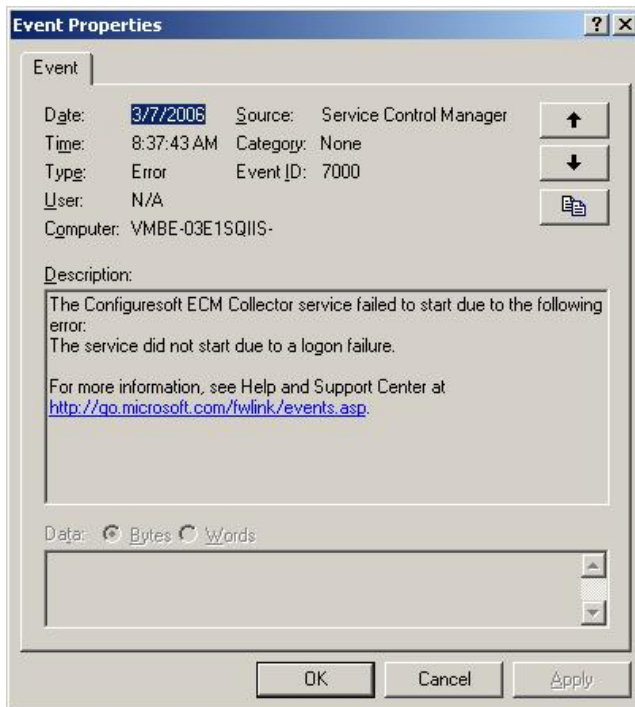 Event Properties
Event
Date: 3/7/2006 Source: Service Control Manager
Time: 8:37:43 AM Category: None
Type: Error Event ID: 7000
User: N/A
Computer: VMBE-03E1SQIIS-
Description:
The Configuresoft ECM Collector service failed to start due to the following
error:
The service did not start due to a logon failure.
For more information, see Help and Support Center at
http://go.microsoft.com/fwlink/events.asp.
Data: Bytes Words
OK Cancel Apply